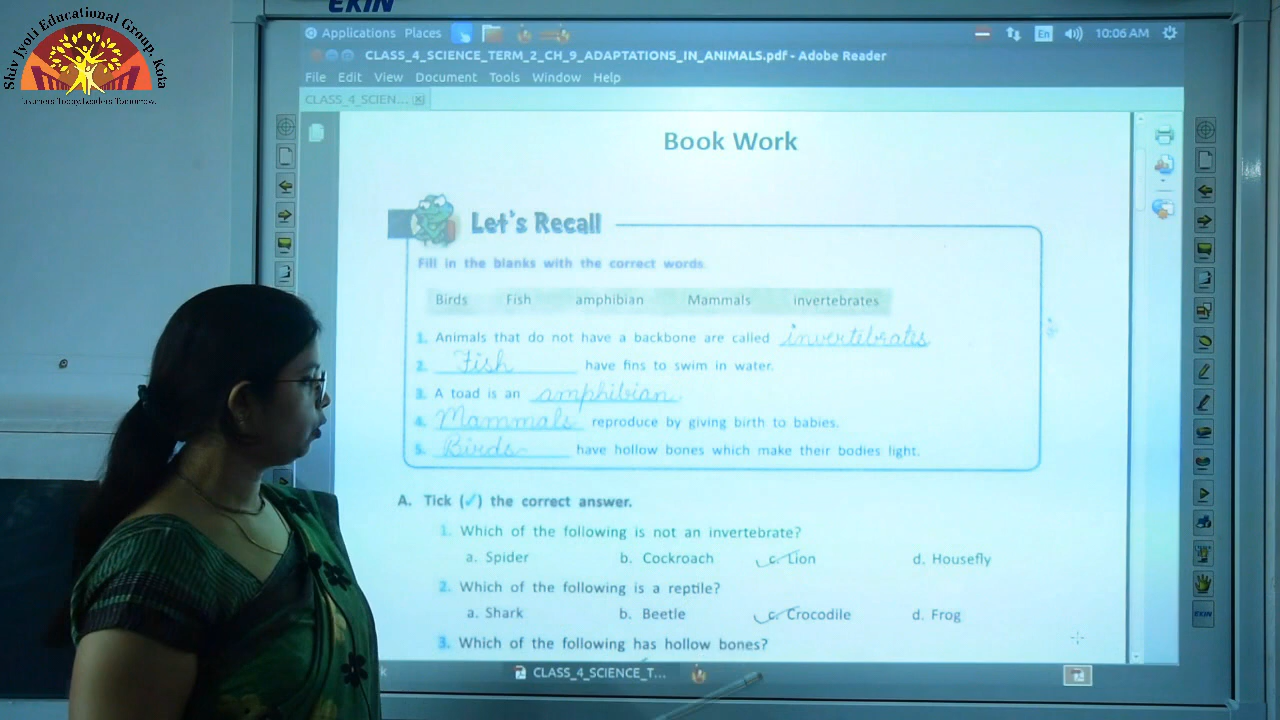 EKIN
Shiv Jyoti Educational Group, Kota
Learners Today, Leaders Tomorrow.
Applications Places
En 10:06 AM
CLASS_4_SCIENCE_TERM_2_CH_9_ADAPTATIONS_IN_ANIMALS.pdf - Adobe Reader
File Edit View Document Tools Window Help
CLASS_4_SCIEN...
Book Work
Let's Recall
Fill in the blanks with the correct words.
Birds Fish amphibian Mammals invertebrates
1. Animals that do not have a backbone are called invertebrates
2. Fish have fins to swim in water.
3. A toad is an amphibian.
4. Mammals reproduce by giving birth to babies.
5. Birds have hollow bones which make their bodies light.
A. Tick (✓) the correct answer.
1. Which of the following is not an invertebrate?
a. Spider b. Cockroach c. Lion d. Housefly
2. Which of the following is a reptile?
a. Shark b. Beetle c. Crocodile d. Frog
3. Which of the following has hollow bones?
CLASS_4_SCIENCE_T...
EKIN